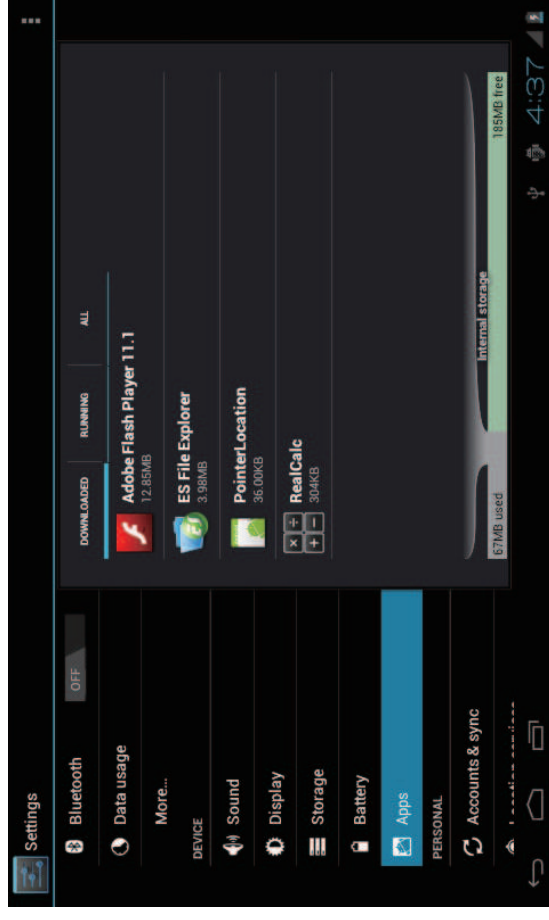 Settings
Bluetooth
OFF
Data usage
More...
DEVICE
Sound
Display
Storage
Battery
Apps
PERSONAL
Accounts & sync
Location services
DOWNLOADED
RUNNING
ALL
Adobe Flash Player 11.1
12.85MB
ES File Explorer
3.98MB
PointerLocation
36.00KB
RealCalc
304KB
Internal storage
67MB used
185MB free
4:37